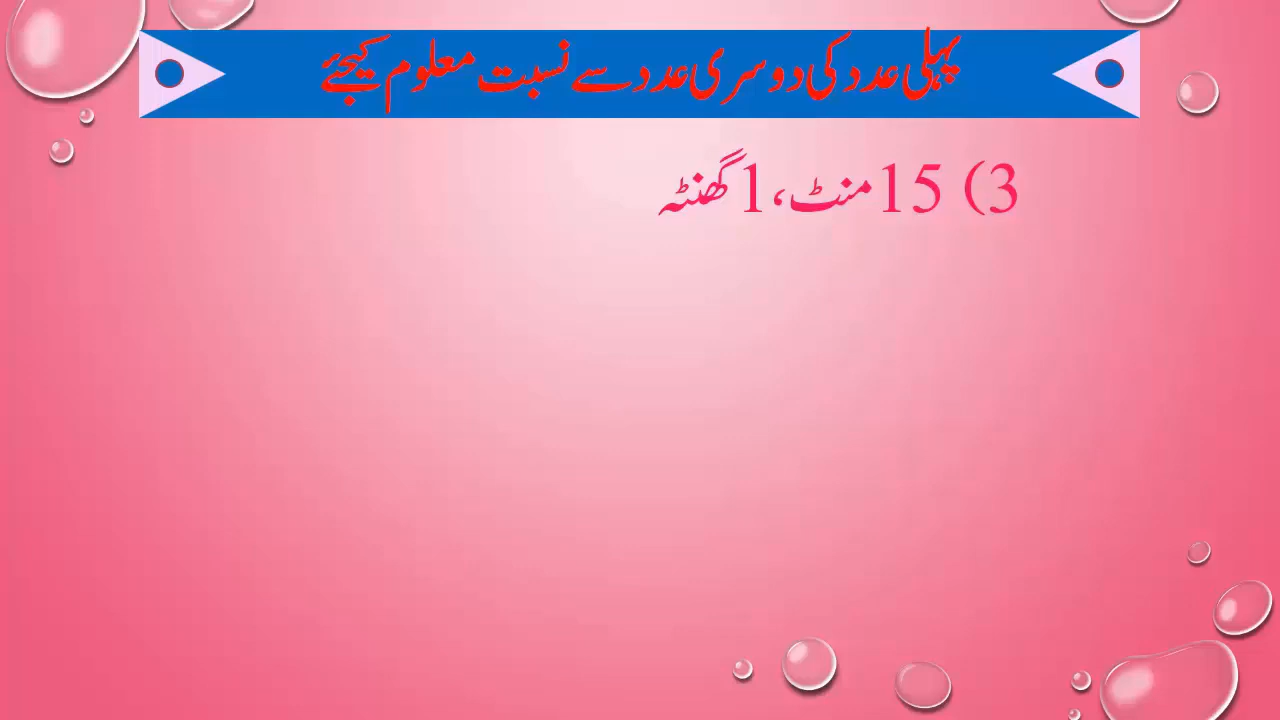 پہلی عدد کی دوسری عدد سے نسبت معلوم کیجئے
3) 15 منٹ، 1 گھنٹہ